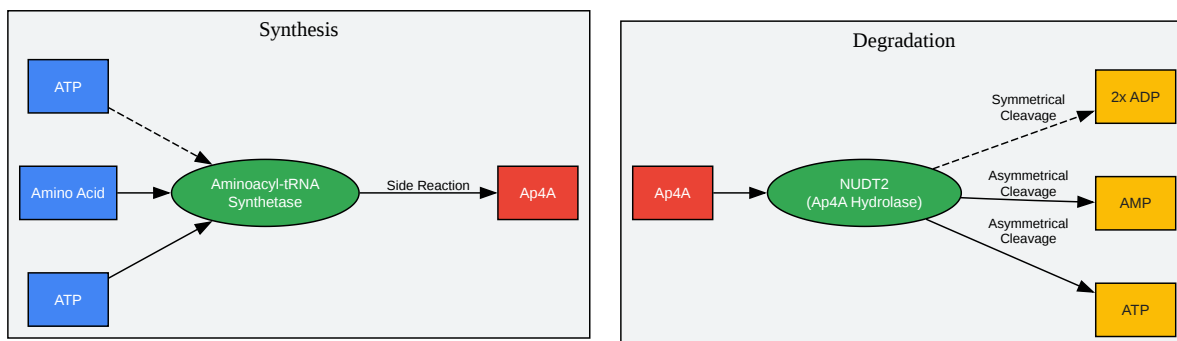 Synthesis
ATP
Amino Acid
Aminoacyl-tRNA
Synthetase
Side Reaction
Ap4A
ATP
Degradation
Symmetrical
Cleavage
2x ADP
Ap4A
NUDT2
(Ap4A Hydrolase)
Asymmetrical
Cleavage
AMP
Asymmetrical
Cleavage
ATP